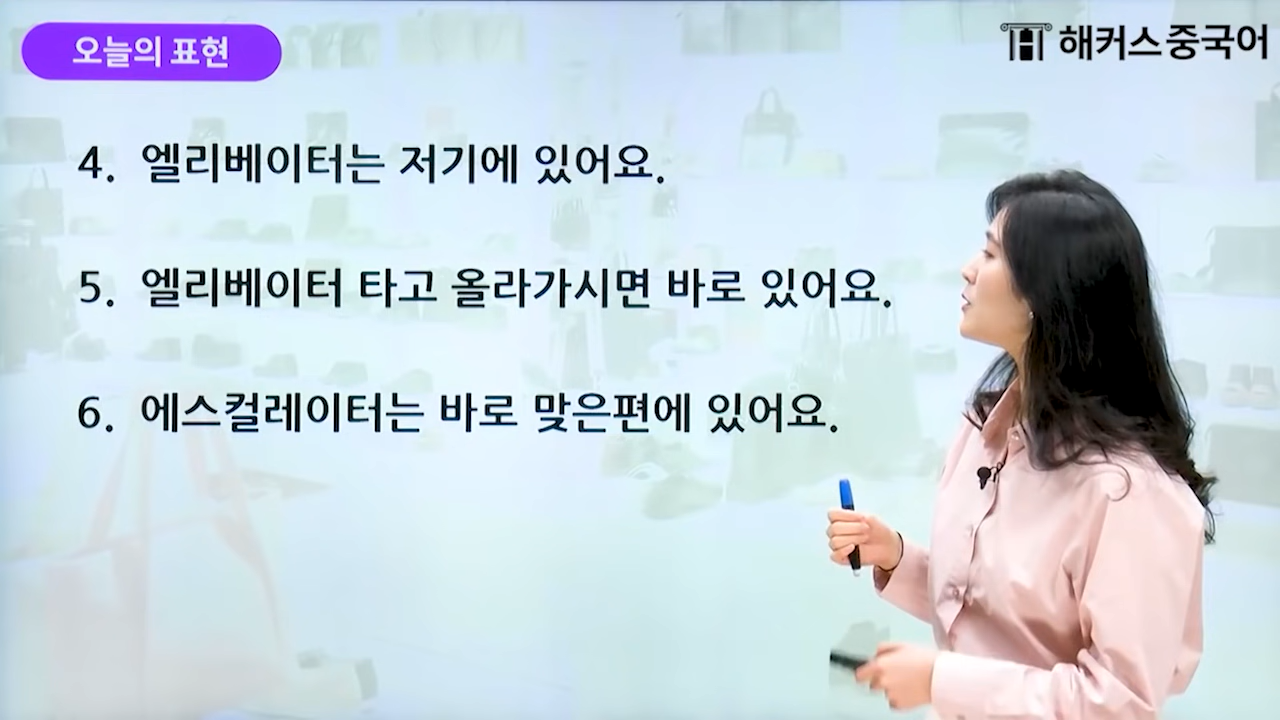 오늘의 표현
해커스중국어
4. 엘리베이터는 저기에 있어요.
5. 엘리베이터 타고 올라가시면 바로 있어요.
6. 에스컬레이터는 바로 맞은편에 있어요.